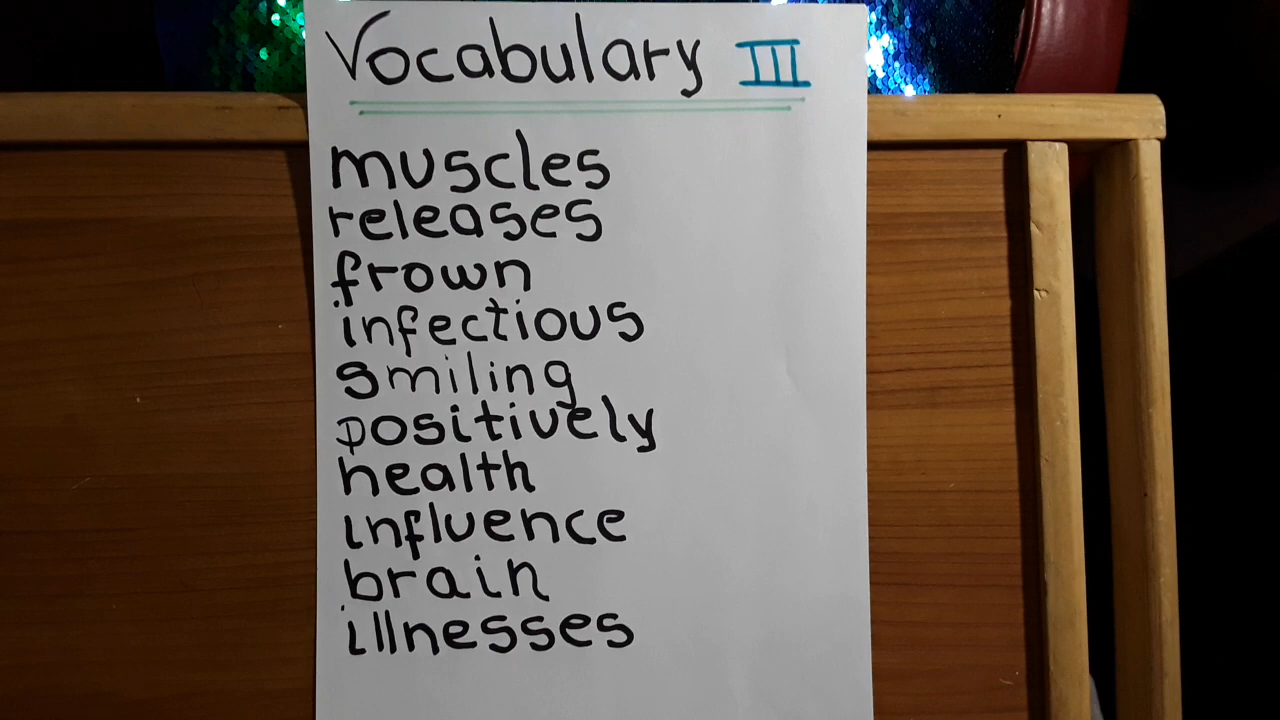 Vocabulary III
muscles
releases
frown
infectious
smiling
positively
health
influence
brain
illnesses